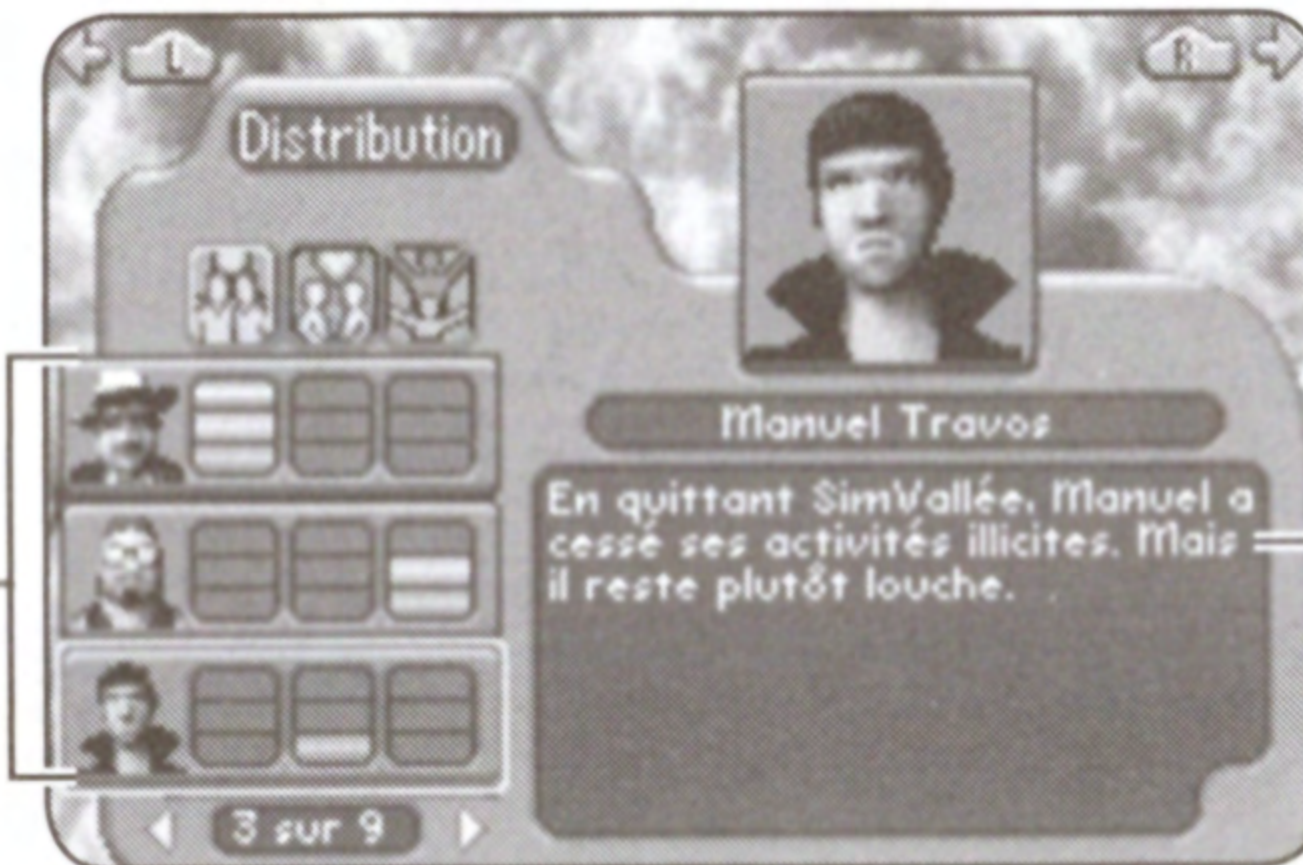 L
R
Distribution
Manuel Travos
En quittant SimVallée, Manuel a
cessé ses activités illicites. Mais
il reste plutôt louche.
3 sur 9